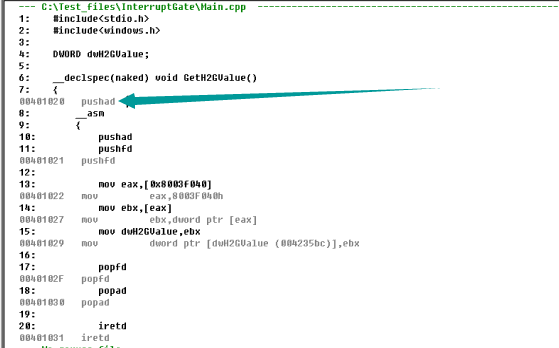 --- C:\Test_files\InterruptGate\Main.cpp
1: #include<stdio.h>
2: #include<windows.h>
3:
4: DWORD dwH2GValue;
5:
6: __declspec(naked) void GetH2GValue()
7: {
00401020 pushad
8: __asm
9: {
10: pushad
11: pushfd
00401021 pushfd
12:
13: mov eax,[0x8003F040]
00401022 mov eax,8003F040h
14: mov ebx,[eax]
00401027 mov ebx,dword ptr [eax]
15: mov dwH2GValue,ebx
00401029 mov dword ptr [dwH2GValue (004235bc)],ebx
16:
17: popfd
0040102F popfd
18: popad
00401030 popad
19:
20: iretd
00401031 iretd